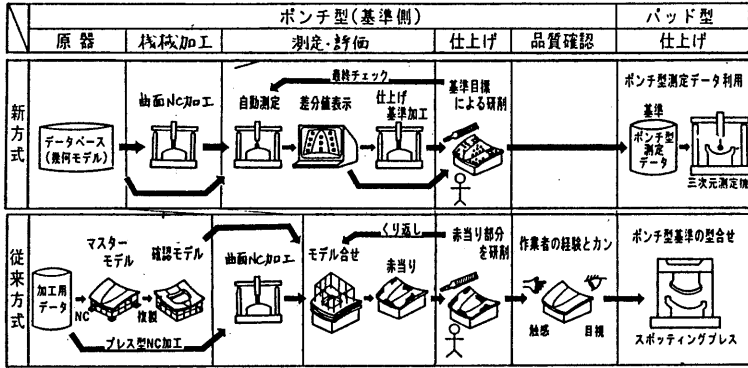 ポンチ型(基準側)
パッド型
原器
機械加工
測定・評価
仕上げ
品質確認
仕上げ
新方式
データベース
(幾何モデル)
曲面NC加工
最終チェック
自動測定
差分値表示
仕上げ
基準加工
基準目標
による研削
ポンチ型測定データ利用
基準
ポンチ型
測定
データ
三次元測定機
従来方式
加工用
データ
NC
マスター
モデル
複製
確認モデル
プレス型NC加工
曲面NC加工
くり返し
モデル合せ
赤当り
赤当り部分
を研削
作業者の経験とカン
触感
目視
ポンチ型基準の型合せ
スポッティングプレス